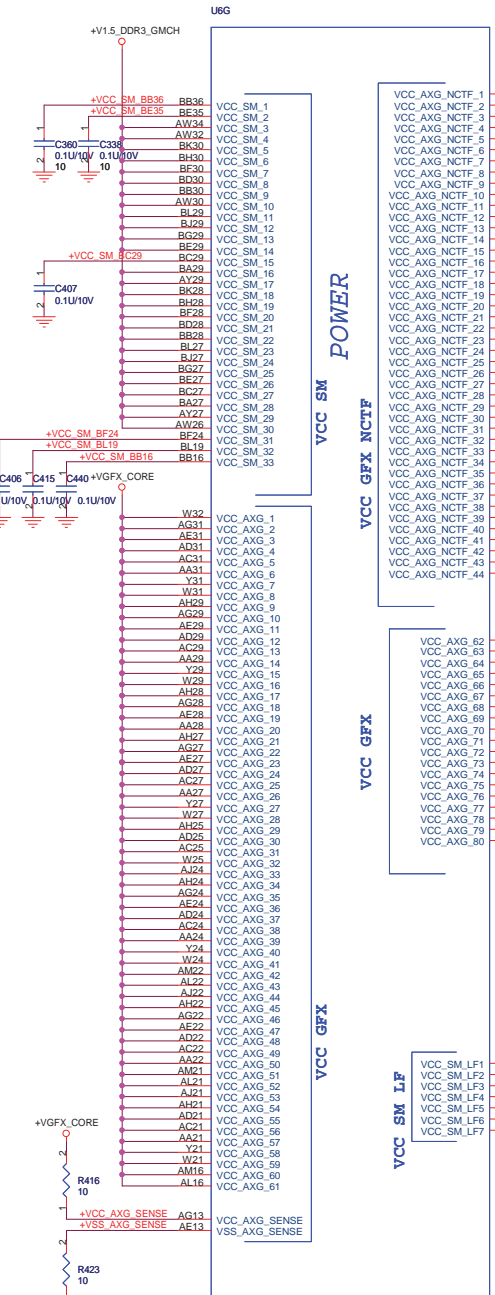 U6G
+V1.5_DDR3_GMCH
+VCC_SM_BB36 BB36 VCC_SM_1
+VCC_SM_BE35 BE35 VCC_SM_2
AW34 VCC_SM_3
AW32 VCC_SM_4
BK30 VCC_SM_5
BH30 VCC_SM_6
BF30 VCC_SM_7
BD30 VCC_SM_8
BB30 VCC_SM_9
AW30 VCC_SM_10
BL29 VCC_SM_11
BJ29 VCC_SM_12
BG29 VCC_SM_13
BE29 VCC_SM_14
+VCC_SM_BC29 BC29 VCC_SM_15
BA29 VCC_SM_16
AY29 VCC_SM_17
BK28 VCC_SM_18
BH28 VCC_SM_19
BF28 VCC_SM_20
BD28 VCC_SM_21
BB28 VCC_SM_22
BL27 VCC_SM_23
BJ27 VCC_SM_24
BG27 VCC_SM_25
BE27 VCC_SM_26
BC27 VCC_SM_27
BA27 VCC_SM_28
AY27 VCC_SM_29
AW26 VCC_SM_30
+VCC_SM_BF24 BF24 VCC_SM_31
+VCC_SM_BL19 BL19 VCC_SM_32
+VCC_SM_BB16 BB16 VCC_SM_33
1 2 C360
0.1U/10V
10
1 2 C338
0.1U/10V
10
1 2 C407
0.1U/10V
C406
U/10V
1 C415
0.1U/10V
1 C440
0.1U/10V
POWER
VCC SM
+VGFX_CORE
W32 VCC_AXG_1
AG31 VCC_AXG_2
AE31 VCC_AXG_3
AD31 VCC_AXG_4
AC31 VCC_AXG_5
AA31 VCC_AXG_6
Y31 VCC_AXG_7
W31 VCC_AXG_8
AH29 VCC_AXG_9
AG29 VCC_AXG_10
AE29 VCC_AXG_11
AD29 VCC_AXG_12
AC29 VCC_AXG_13
AA29 VCC_AXG_14
Y29 VCC_AXG_15
W29 VCC_AXG_16
AH28 VCC_AXG_17
AG28 VCC_AXG_18
AE28 VCC_AXG_19
AA28 VCC_AXG_20
AH27 VCC_AXG_21
AG27 VCC_AXG_22
AE27 VCC_AXG_23
AD27 VCC_AXG_24
AC27 VCC_AXG_25
AA27 VCC_AXG_26
Y27 VCC_AXG_27
W27 VCC_AXG_28
AH25 VCC_AXG_29
AD25 VCC_AXG_30
AC25 VCC_AXG_31
W25 VCC_AXG_32
AJ24 VCC_AXG_33
AH24 VCC_AXG_34
AG24 VCC_AXG_35
AE24 VCC_AXG_36
AD24 VCC_AXG_37
AC24 VCC_AXG_38
AA24 VCC_AXG_39
Y24 VCC_AXG_40
W24 VCC_AXG_41
AM22 VCC_AXG_42
AL22 VCC_AXG_43
AJ22 VCC_AXG_44
AH22 VCC_AXG_45
AG22 VCC_AXG_46
AE22 VCC_AXG_47
AD22 VCC_AXG_48
AC22 VCC_AXG_49
AA22 VCC_AXG_50
AM21 VCC_AXG_51
AL21 VCC_AXG_52
AJ21 VCC_AXG_53
AH21 VCC_AXG_54
AD21 VCC_AXG_55
AC21 VCC_AXG_56
AA21 VCC_AXG_57
Y21 VCC_AXG_58
W21 VCC_AXG_59
AM16 VCC_AXG_60
AL16 VCC_AXG_61
VCC GFX
+VGFX_CORE
2
R416
10
1
+VCC_AXG_SENSE AG13 VCC_AXG_SENSE
+VSS_AXG_SENSE AE13 VSS_AXG_SENSE
2
R423
10
VCC GFX NCTF
VCC_AXG_NCTF_1
VCC_AXG_NCTF_2
VCC_AXG_NCTF_3
VCC_AXG_NCTF_4
VCC_AXG_NCTF_5
VCC_AXG_NCTF_6
VCC_AXG_NCTF_7
VCC_AXG_NCTF_8
VCC_AXG_NCTF_9
VCC_AXG_NCTF_10
VCC_AXG_NCTF_11
VCC_AXG_NCTF_12
VCC_AXG_NCTF_13
VCC_AXG_NCTF_14
VCC_AXG_NCTF_15
VCC_AXG_NCTF_16
VCC_AXG_NCTF_17
VCC_AXG_NCTF_18
VCC_AXG_NCTF_19
VCC_AXG_NCTF_20
VCC_AXG_NCTF_21
VCC_AXG_NCTF_22
VCC_AXG_NCTF_23
VCC_AXG_NCTF_24
VCC_AXG_NCTF_25
VCC_AXG_NCTF_26
VCC_AXG_NCTF_27
VCC_AXG_NCTF_28
VCC_AXG_NCTF_29
VCC_AXG_NCTF_30
VCC_AXG_NCTF_31
VCC_AXG_NCTF_32
VCC_AXG_NCTF_33
VCC_AXG_NCTF_34
VCC_AXG_NCTF_35
VCC_AXG_NCTF_36
VCC_AXG_NCTF_37
VCC_AXG_NCTF_38
VCC_AXG_NCTF_39
VCC_AXG_NCTF_40
VCC_AXG_NCTF_41
VCC_AXG_NCTF_42
VCC_AXG_NCTF_43
VCC_AXG_NCTF_44
VCC GFX
VCC_AXG_62
VCC_AXG_63
VCC_AXG_64
VCC_AXG_65
VCC_AXG_66
VCC_AXG_67
VCC_AXG_68
VCC_AXG_69
VCC_AXG_70
VCC_AXG_71
VCC_AXG_72
VCC_AXG_73
VCC_AXG_74
VCC_AXG_75
VCC_AXG_76
VCC_AXG_77
VCC_AXG_78
VCC_AXG_79
VCC_AXG_80
VCC SM LF
VCC_SM_LF1
VCC_SM_LF2
VCC_SM_LF3
VCC_SM_LF4
VCC_SM_LF5
VCC_SM_LF6
VCC_SM_LF7